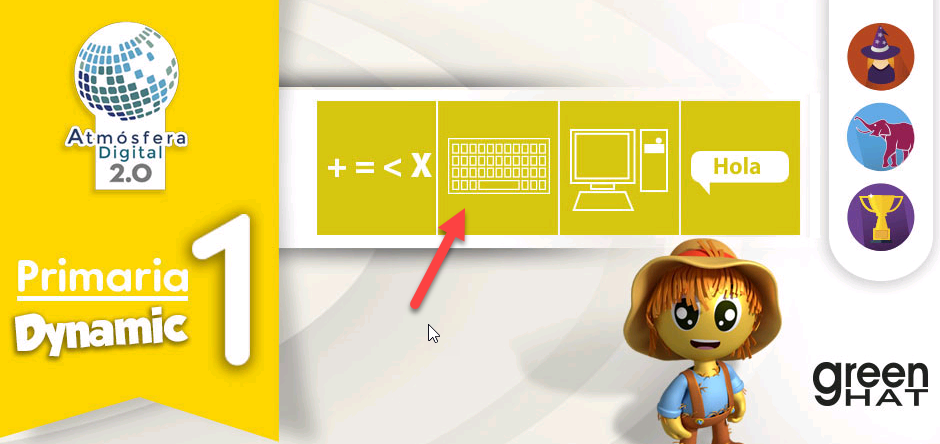 Atmósfera
Digital
2.0
Primaria
Dynamic
1
+ = < X
Hola
green
HAT